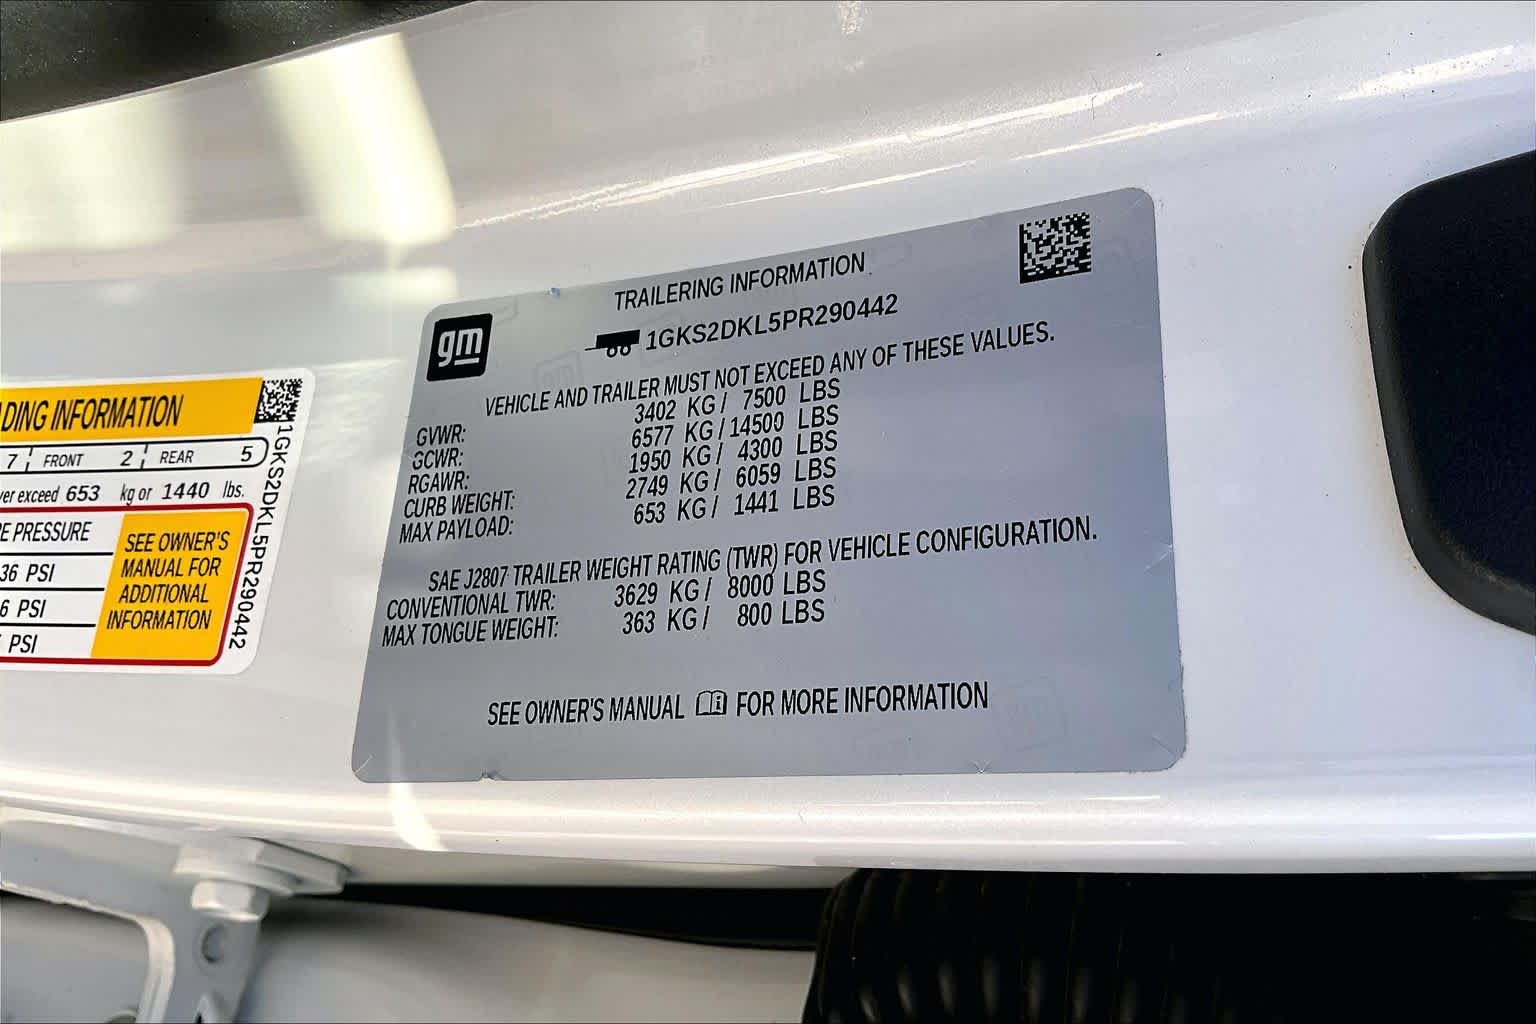 TRAILERING INFORMATION
gm
1GKS2DKL5PR290442
VEHICLE AND TRAILER MUST NOT EXCEED ANY OF THESE VALUES.
GVWR: 3402 KG / 7500 LBS
GCWR: 6577 KG / 14500 LBS
RGAWR: 1950 KG / 4300 LBS
CURB WEIGHT: 2749 KG / 6059 LBS
MAX PAYLOAD: 653 KG / 1441 LBS
SAE J2807 TRAILER WEIGHT RATING (TWR) FOR VEHICLE CONFIGURATION.
CONVENTIONAL TWR: 3629 KG / 8000 LBS
MAX TONGUE WEIGHT: 363 KG / 800 LBS
SEE OWNER'S MANUAL FOR MORE INFORMATION
DING INFORMATION
7 FRONT 2 REAR 5
er exceed 653 kg or 1440 lbs.
E PRESSURE
36 PSI
6 PSI
PSI
SEE OWNER'S
MANUAL FOR
ADDITIONAL
INFORMATION
1GKS2DKL5PR290442